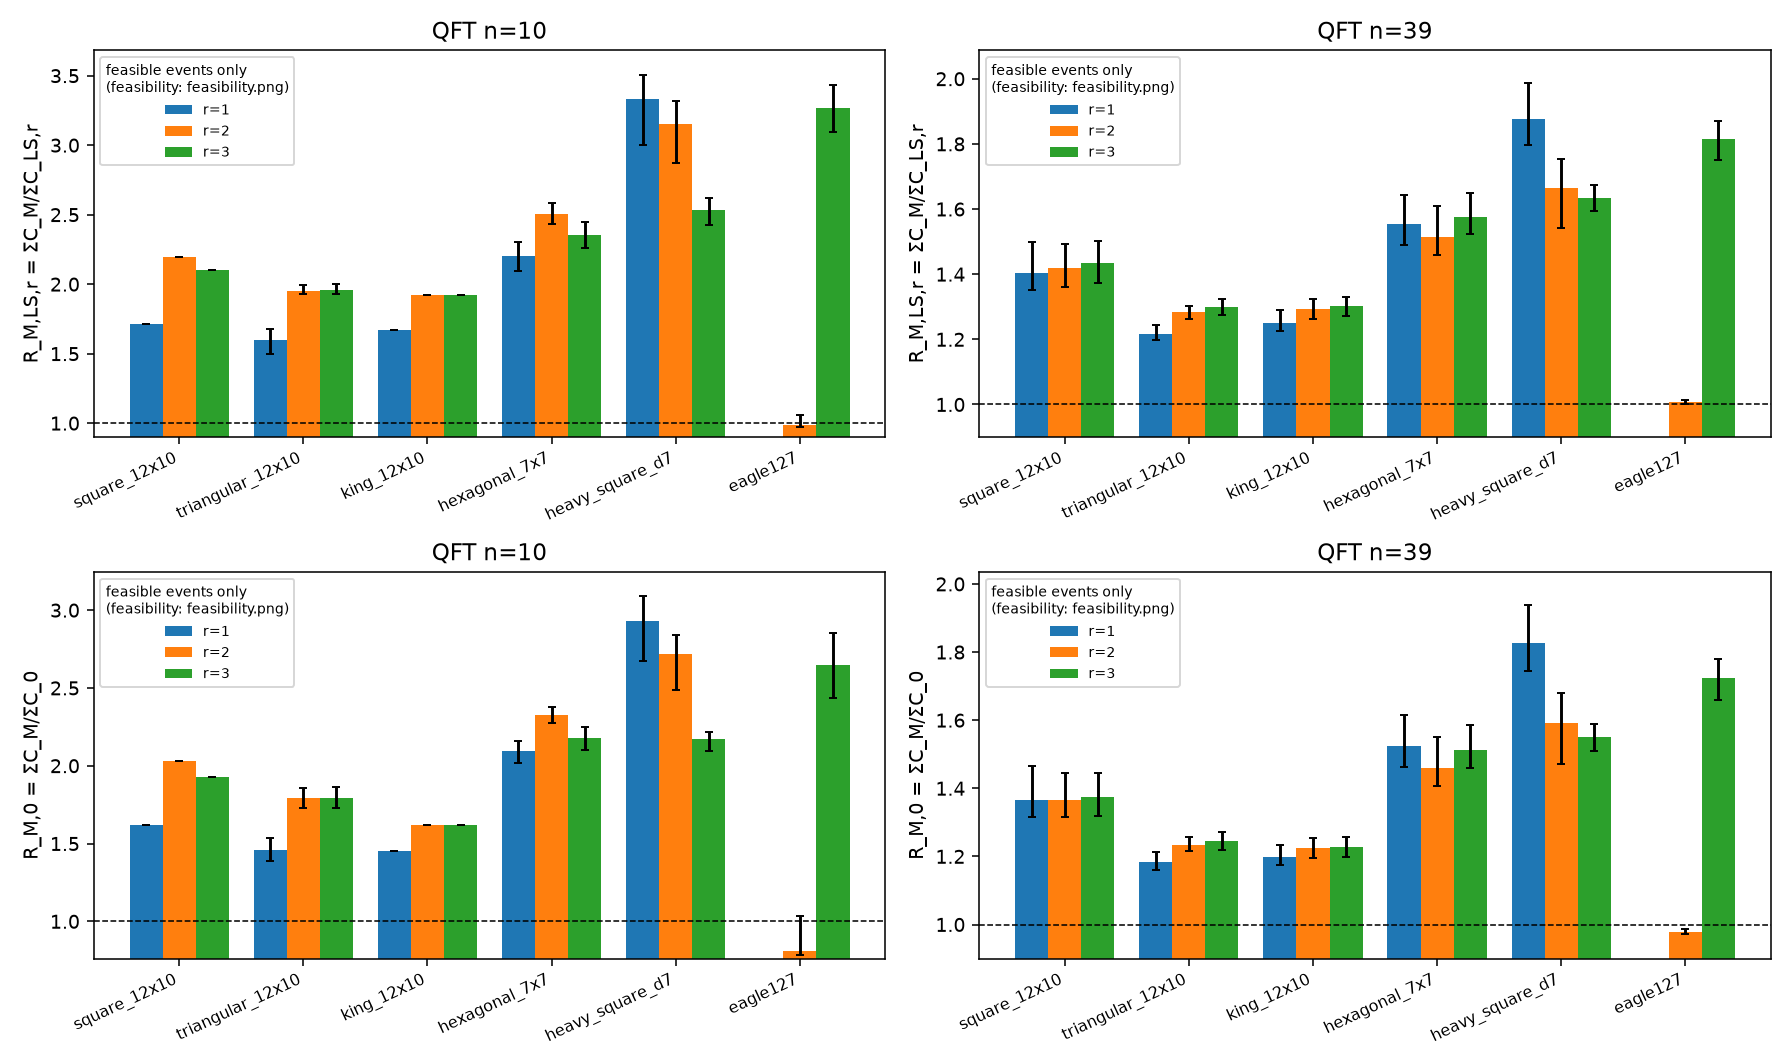 QFT n=10
R_M,LS,r = ΣC_M/ΣC_LS,r
3.5
3.0
2.5
2.0
1.5
1.0
feasible events only
(feasibility: feasibility.png)
r=1
r=2
r=3
square_12x10
triangular_12x10
king_12x10
hexagonal_7x7
heavy_square_d7
eagle127
QFT n=39
R_M,LS,r = ΣC_M/ΣC_LS,r
2.0
1.8
1.6
1.4
1.2
1.0
feasible events only
(feasibility: feasibility.png)
r=1
r=2
r=3
square_12x10
triangular_12x10
king_12x10
hexagonal_7x7
heavy_square_d7
eagle127
QFT n=10
R_M,0 = ΣC_M/ΣC_0
3.0
2.5
2.0
1.5
1.0
feasible events only
(feasibility: feasibility.png)
r=1
r=2
r=3
square_12x10
triangular_12x10
king_12x10
hexagonal_7x7
heavy_square_d7
eagle127
QFT n=39
R_M,0 = ΣC_M/ΣC_0
2.0
1.8
1.6
1.4
1.2
1.0
feasible events only
(feasibility: feasibility.png)
r=1
r=2
r=3
square_12x10
triangular_12x10
king_12x10
hexagonal_7x7
heavy_square_d7
eagle127